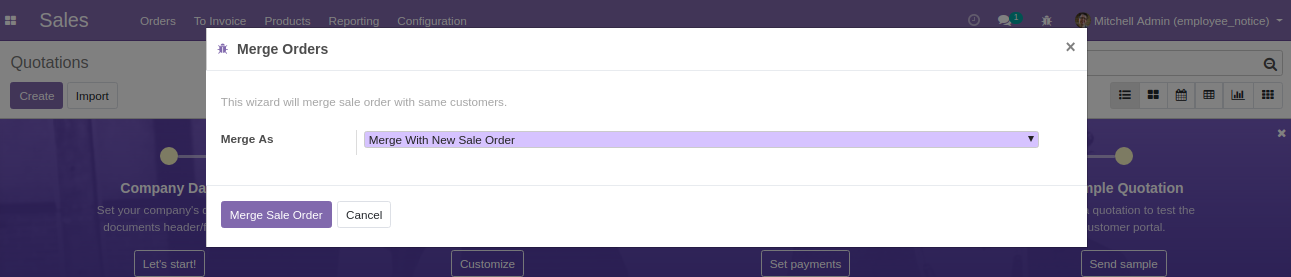 Sales Orders To Invoice Products Reporting Configuration 1 Mitchell Admin (employee_notice)
Merge Orders ×
Quotations
Create Import
This wizard will merge sale order with same customers.
Merge As Merge With New Sale Order
Company Da
mple Quotation
Set your company's
a quotation to test the
documents header/f
ustomer portal.
Merge Sale Order Cancel
Let's start! Customize Set payments Send sample